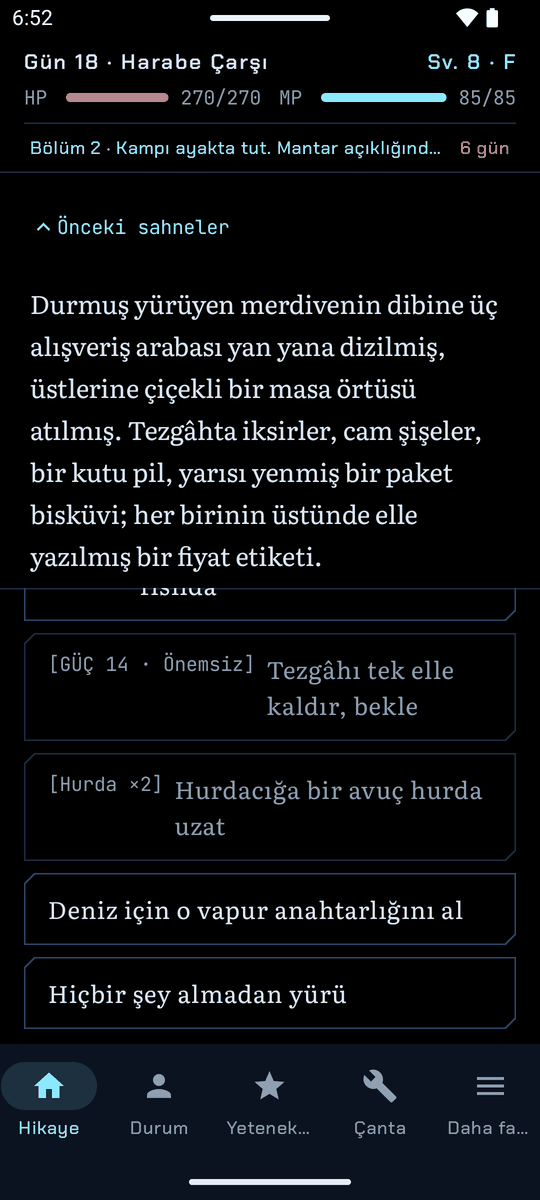 6:52
Gün 18 · Harabe Çarşı
Sv. 8 · F
HP 270/270 MP 85/85
Bölüm 2 · Kampı ayakta tut. Mantar açıklığınd… 6 gün
Önceki sahneler
Durmuş yürüyen merdivenin dibine üç
alışveriş arabası yan yana dizilmiş,
üstlerine çiçekli bir masa örtüsü
atılmış. Tezgâhta iksirler, cam şişeler,
bir kutu pil, yarısı yenmiş bir paket
bisküvi; her birinin üstünde elle
yazılmış bir fiyat etiketi.
[GÜÇ 14 · Önemsiz] Tezgâhı tek elle
kaldır, bekle
[Hurda ×2] Hurdacığa bir avuç hurda
uzat
Deniz için o vapur anahtarlığını al
Hiçbir şey almadan yürü
Hikaye Durum Yetenek… Çanta Daha fa…